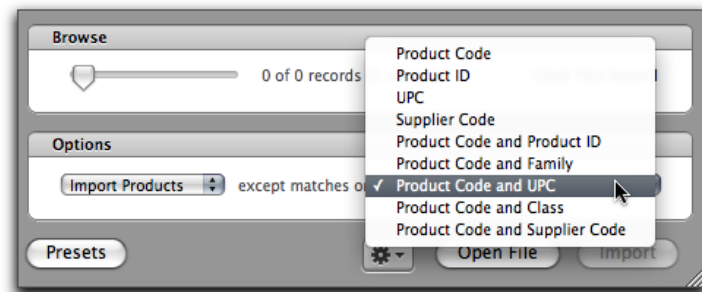 Browse
0 of 0 records
Product Code
Product ID
UPC
Supplier Code
Product Code and Product ID
Product Code and Family
✓ Product Code and UPC
Product Code and Class
Product Code and Supplier Code
Options
Import Products
except matches o
Presets
Open File
Import